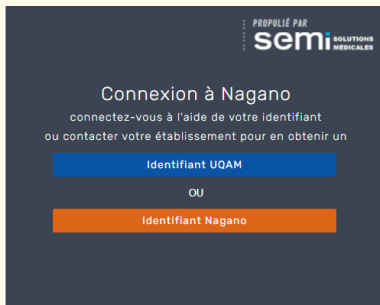 PROPULSÉ PAR
semi SOLUTIONS
MÉDICALES
Connexion à Nagano
connectez-vous à l'aide de votre identifiant
ou contacter votre établissement pour en obtenir un
Identifiant UQAM
OU
Identifiant Nagano